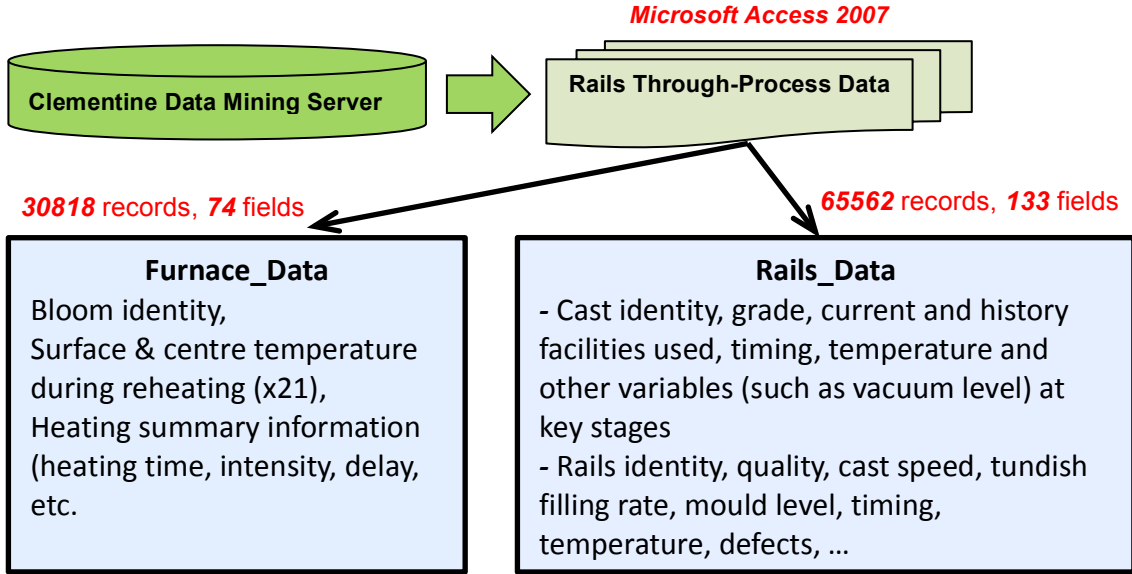 Microsoft Access 2007
Clementine Data Mining Server
Rails Through-Process Data
30818 records, 74 fields
65562 records, 133 fields
Furnace_Data
Bloom identity,
Surface & centre temperature
during reheating (x21),
Heating summary information
(heating time, intensity, delay,
etc.
Rails_Data
- Cast identity, grade, current and history
facilities used, timing, temperature and
other variables (such as vacuum level) at
key stages
- Rails identity, quality, cast speed, tundish
filling rate, mould level, timing,
temperature, defects, ...